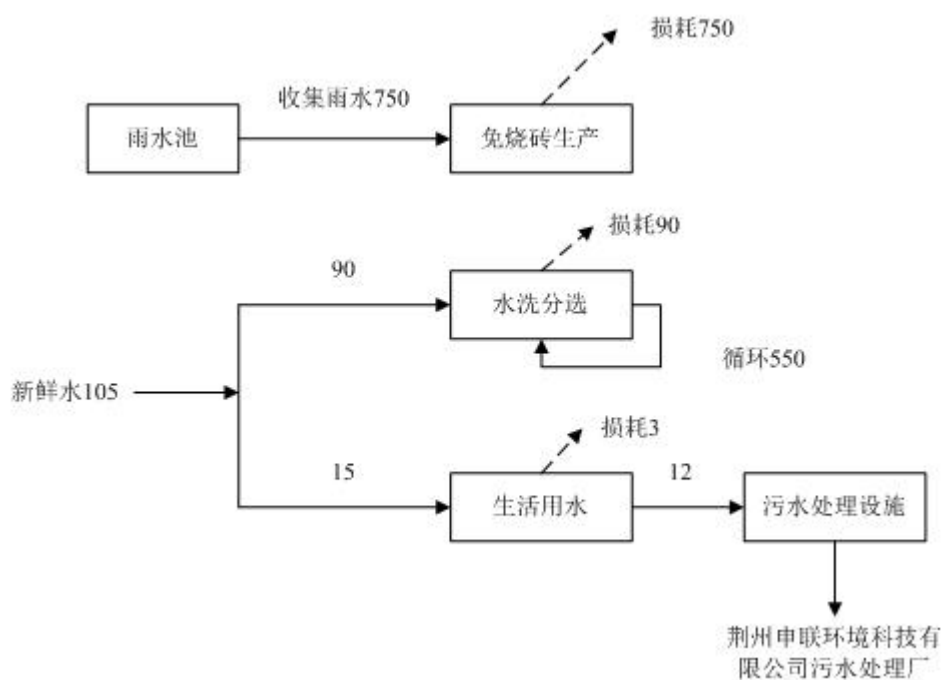 损耗750
收集雨水750
雨水池
免烧砖生产
损耗90
90
水洗分选
循环550
新鲜水105
损耗3
15
12
生活用水
污水处理设施
荆州申联环境科技有
限公司污水处理厂